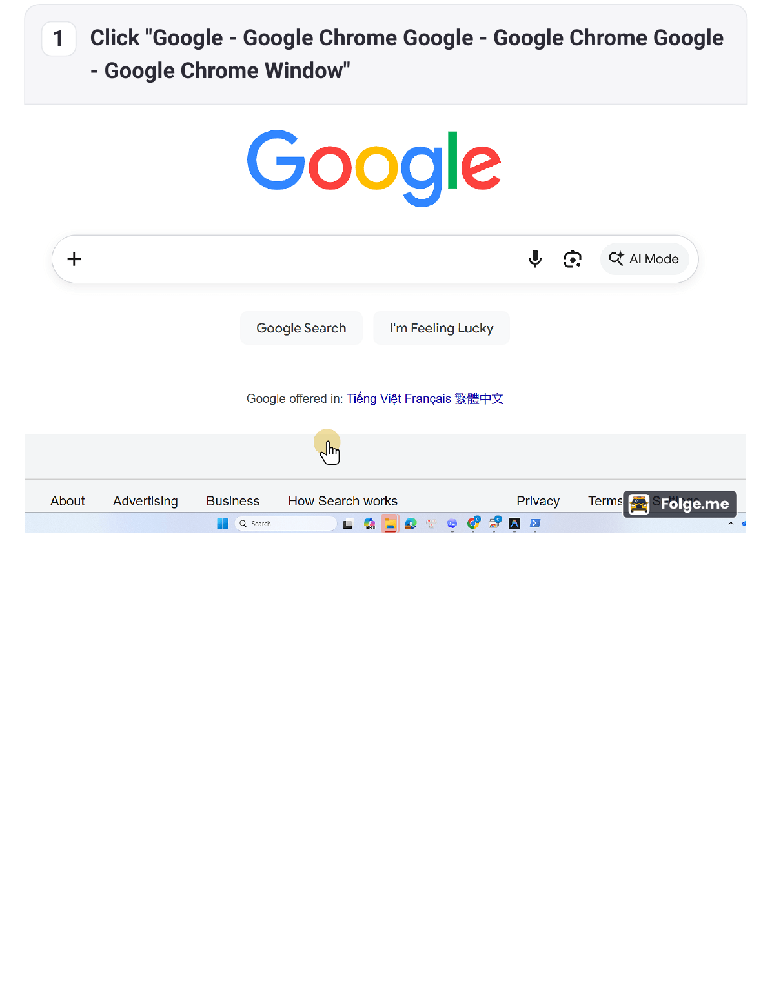 1
Click "Google - Google Chrome Google - Google Chrome Google
- Google Chrome Window"
Google
AI Mode
Google Search
I'm Feeling Lucky
Google offered in: Tiếng Việt Français 繁體中文
About
Advertising
Business
How Search works
Privacy
Terms
Folge.me
Search